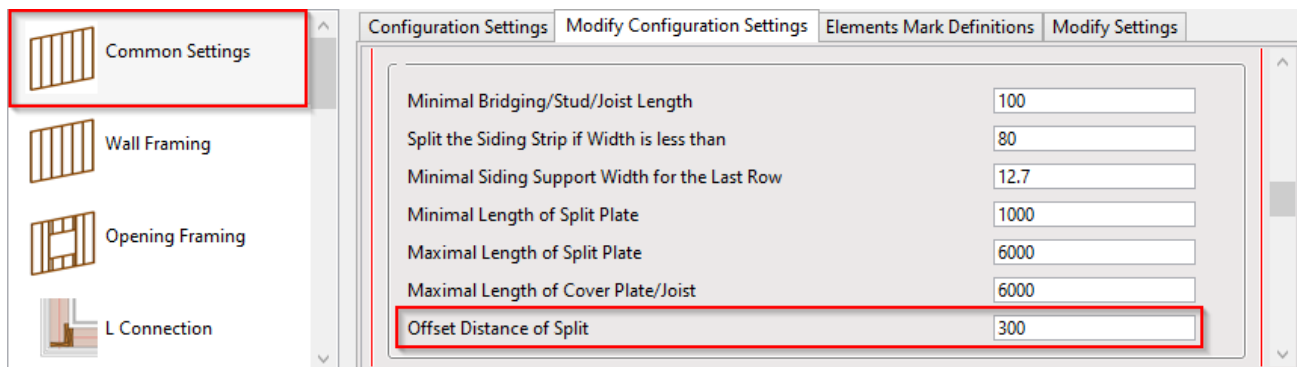 Common Settings
Wall Framing
Opening Framing
L Connection
Configuration Settings
Modify Configuration Settings
Elements Mark Definitions
Modify Settings
Minimal Bridging/Stud/Joist Length 100
Split the Siding Strip if Width is less than 80
Minimal Siding Support Width for the Last Row 12.7
Minimal Length of Split Plate 1000
Maximal Length of Split Plate 6000
Maximal Length of Cover Plate/Joist 6000
Offset Distance of Split 300